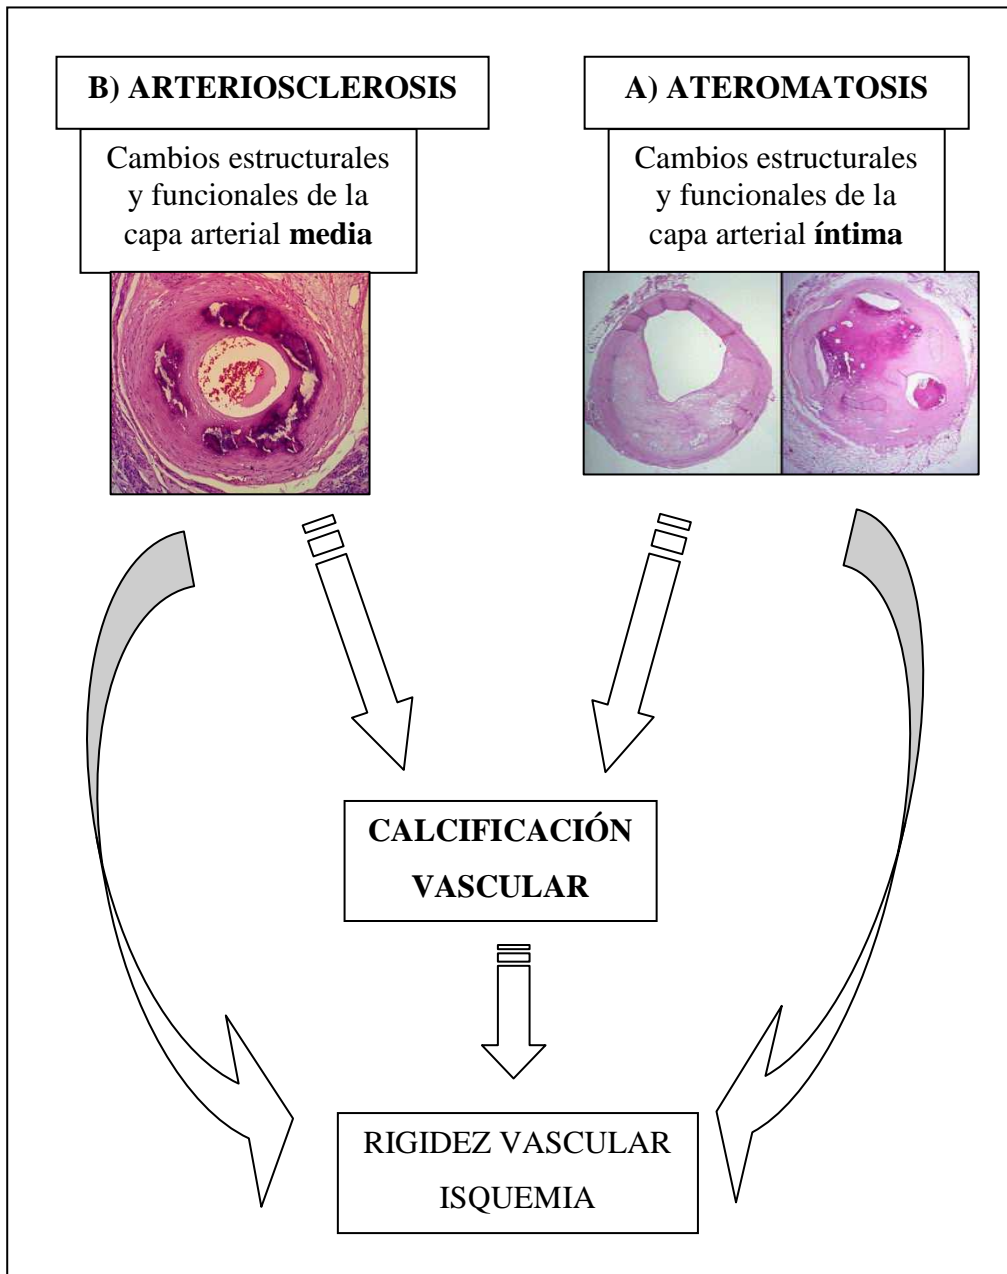 B) ARTERIOSCLEROSIS
Cambios estructurales
y funcionales de la
capa arterial media
A) ATEROMATOSIS
Cambios estructurales
y funcionales de la
capa arterial íntima
CALCIFICACIÓN
VASCULAR
RIGIDEZ VASCULAR
ISQUEMIA